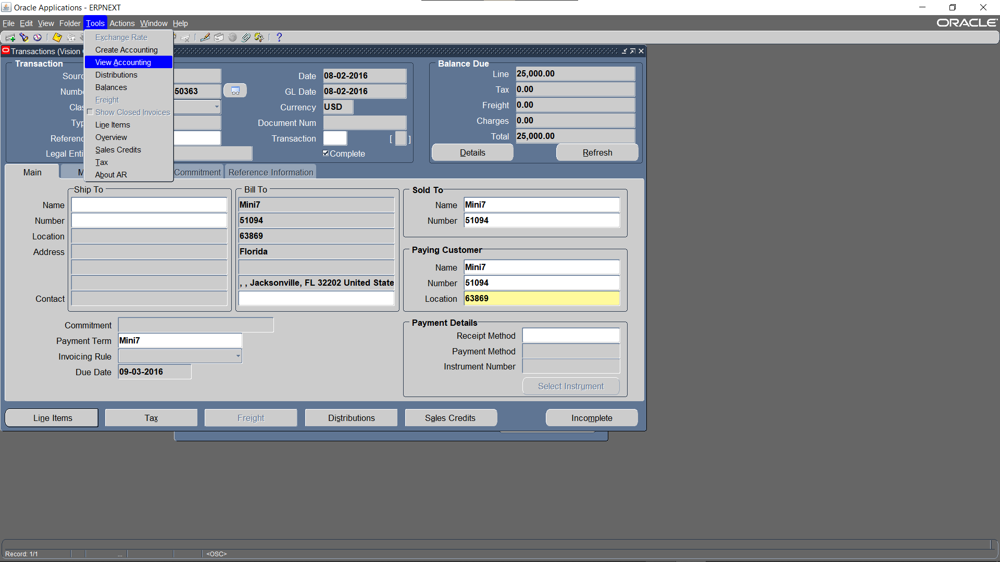 Oracle Applications - ERPNEXT
File Edit View Folder Tools Actions Window Help
ORACLE
Exchange Rate
Create Accounting
View Accounting
Distributions
Balances
Freight
Show Closed Invoices
Line Items
Overview
Sales Credits
Tax
About AR
Transactions (Vision
Transaction
Sourc
Numbe 50363
Clas
Typ
Referenc
Legal Enti
Date 08-02-2016
GL Date 08-02-2016
Currency USD
Document Num
Transaction [ ]
Complete
Balance Due
Line 25,000.00
Tax 0.00
Freight 0.00
Charges 0.00
Total 25,000.00
Details Refresh
Main M Commitment Reference Information
Ship To
Name
Number
Location
Address
Contact
Bill To
Mini7
51094
63869
Florida
, , Jacksonville, FL 32202 United State
Sold To
Name Mini7
Number 51094
Paying Customer
Name Mini7
Number 51094
Location 63869
Commitment
Payment Term Mini7
Invoicing Rule
Due Date 09-03-2016
Payment Details
Receipt Method
Payment Method
Instrument Number
Select Instrument
Line Items Tax Freight Distributions Sales Credits Incomplete
Record: 1/1 ... <OSC>